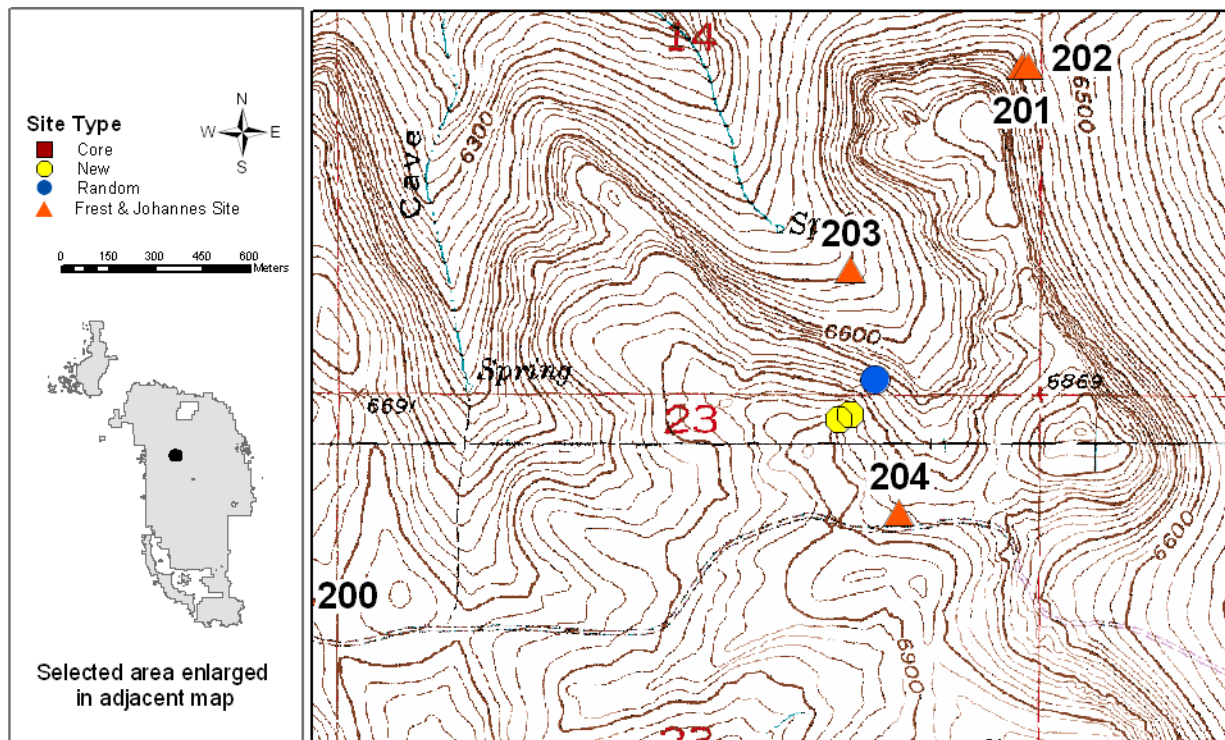 N
W E
S
Site Type
Core
New
Random
Frest & Johannes Site
0 150 300 450 600
Meters
Selected area enlarged
in adjacent map
14
202
6500
201
6300
Cave
203
6600
Spring
6869
23
204
6600
200
6900